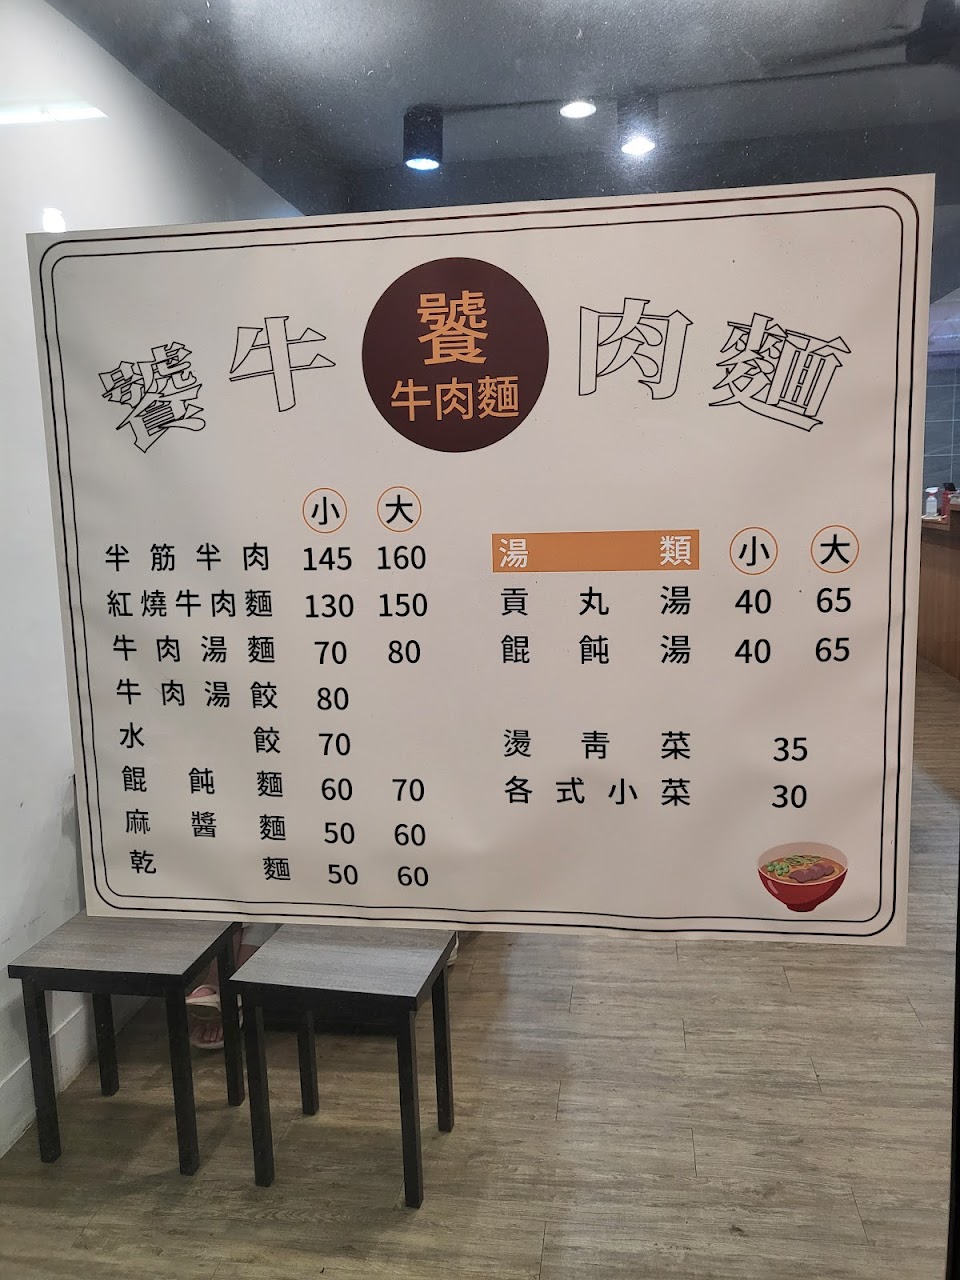 饕牛肉麵
饕
牛肉麵
小 大
半筋半肉 145 160
紅燒牛肉麵 130 150
牛肉湯麵 70 80
牛肉湯餃 80
水餃 70
餛飩麵 60 70
麻醬麵 50 60
乾麵 50 60
湯類 小 大
貢丸湯 40 65
餛飩湯 40 65
燙青菜 35
各式小菜 30